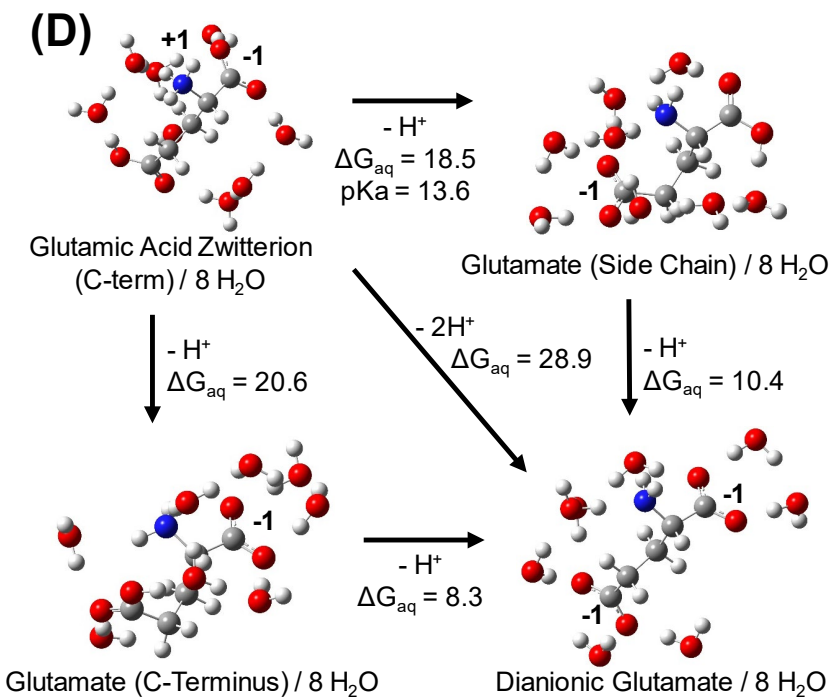 (D)
+1
-1
- H⁺
ΔGaq = 18.5
pKa = 13.6
-1
Glutamic Acid Zwitterion
(C-term) / 8 H₂O
Glutamate (Side Chain) / 8 H₂O
- H⁺
ΔGaq = 20.6
- 2H⁺
ΔGaq = 28.9
- H⁺
ΔGaq = 10.4
-1
- H⁺
ΔGaq = 8.3
-1
-1
Glutamate (C-Terminus) / 8 H₂O
Dianionic Glutamate / 8 H₂O